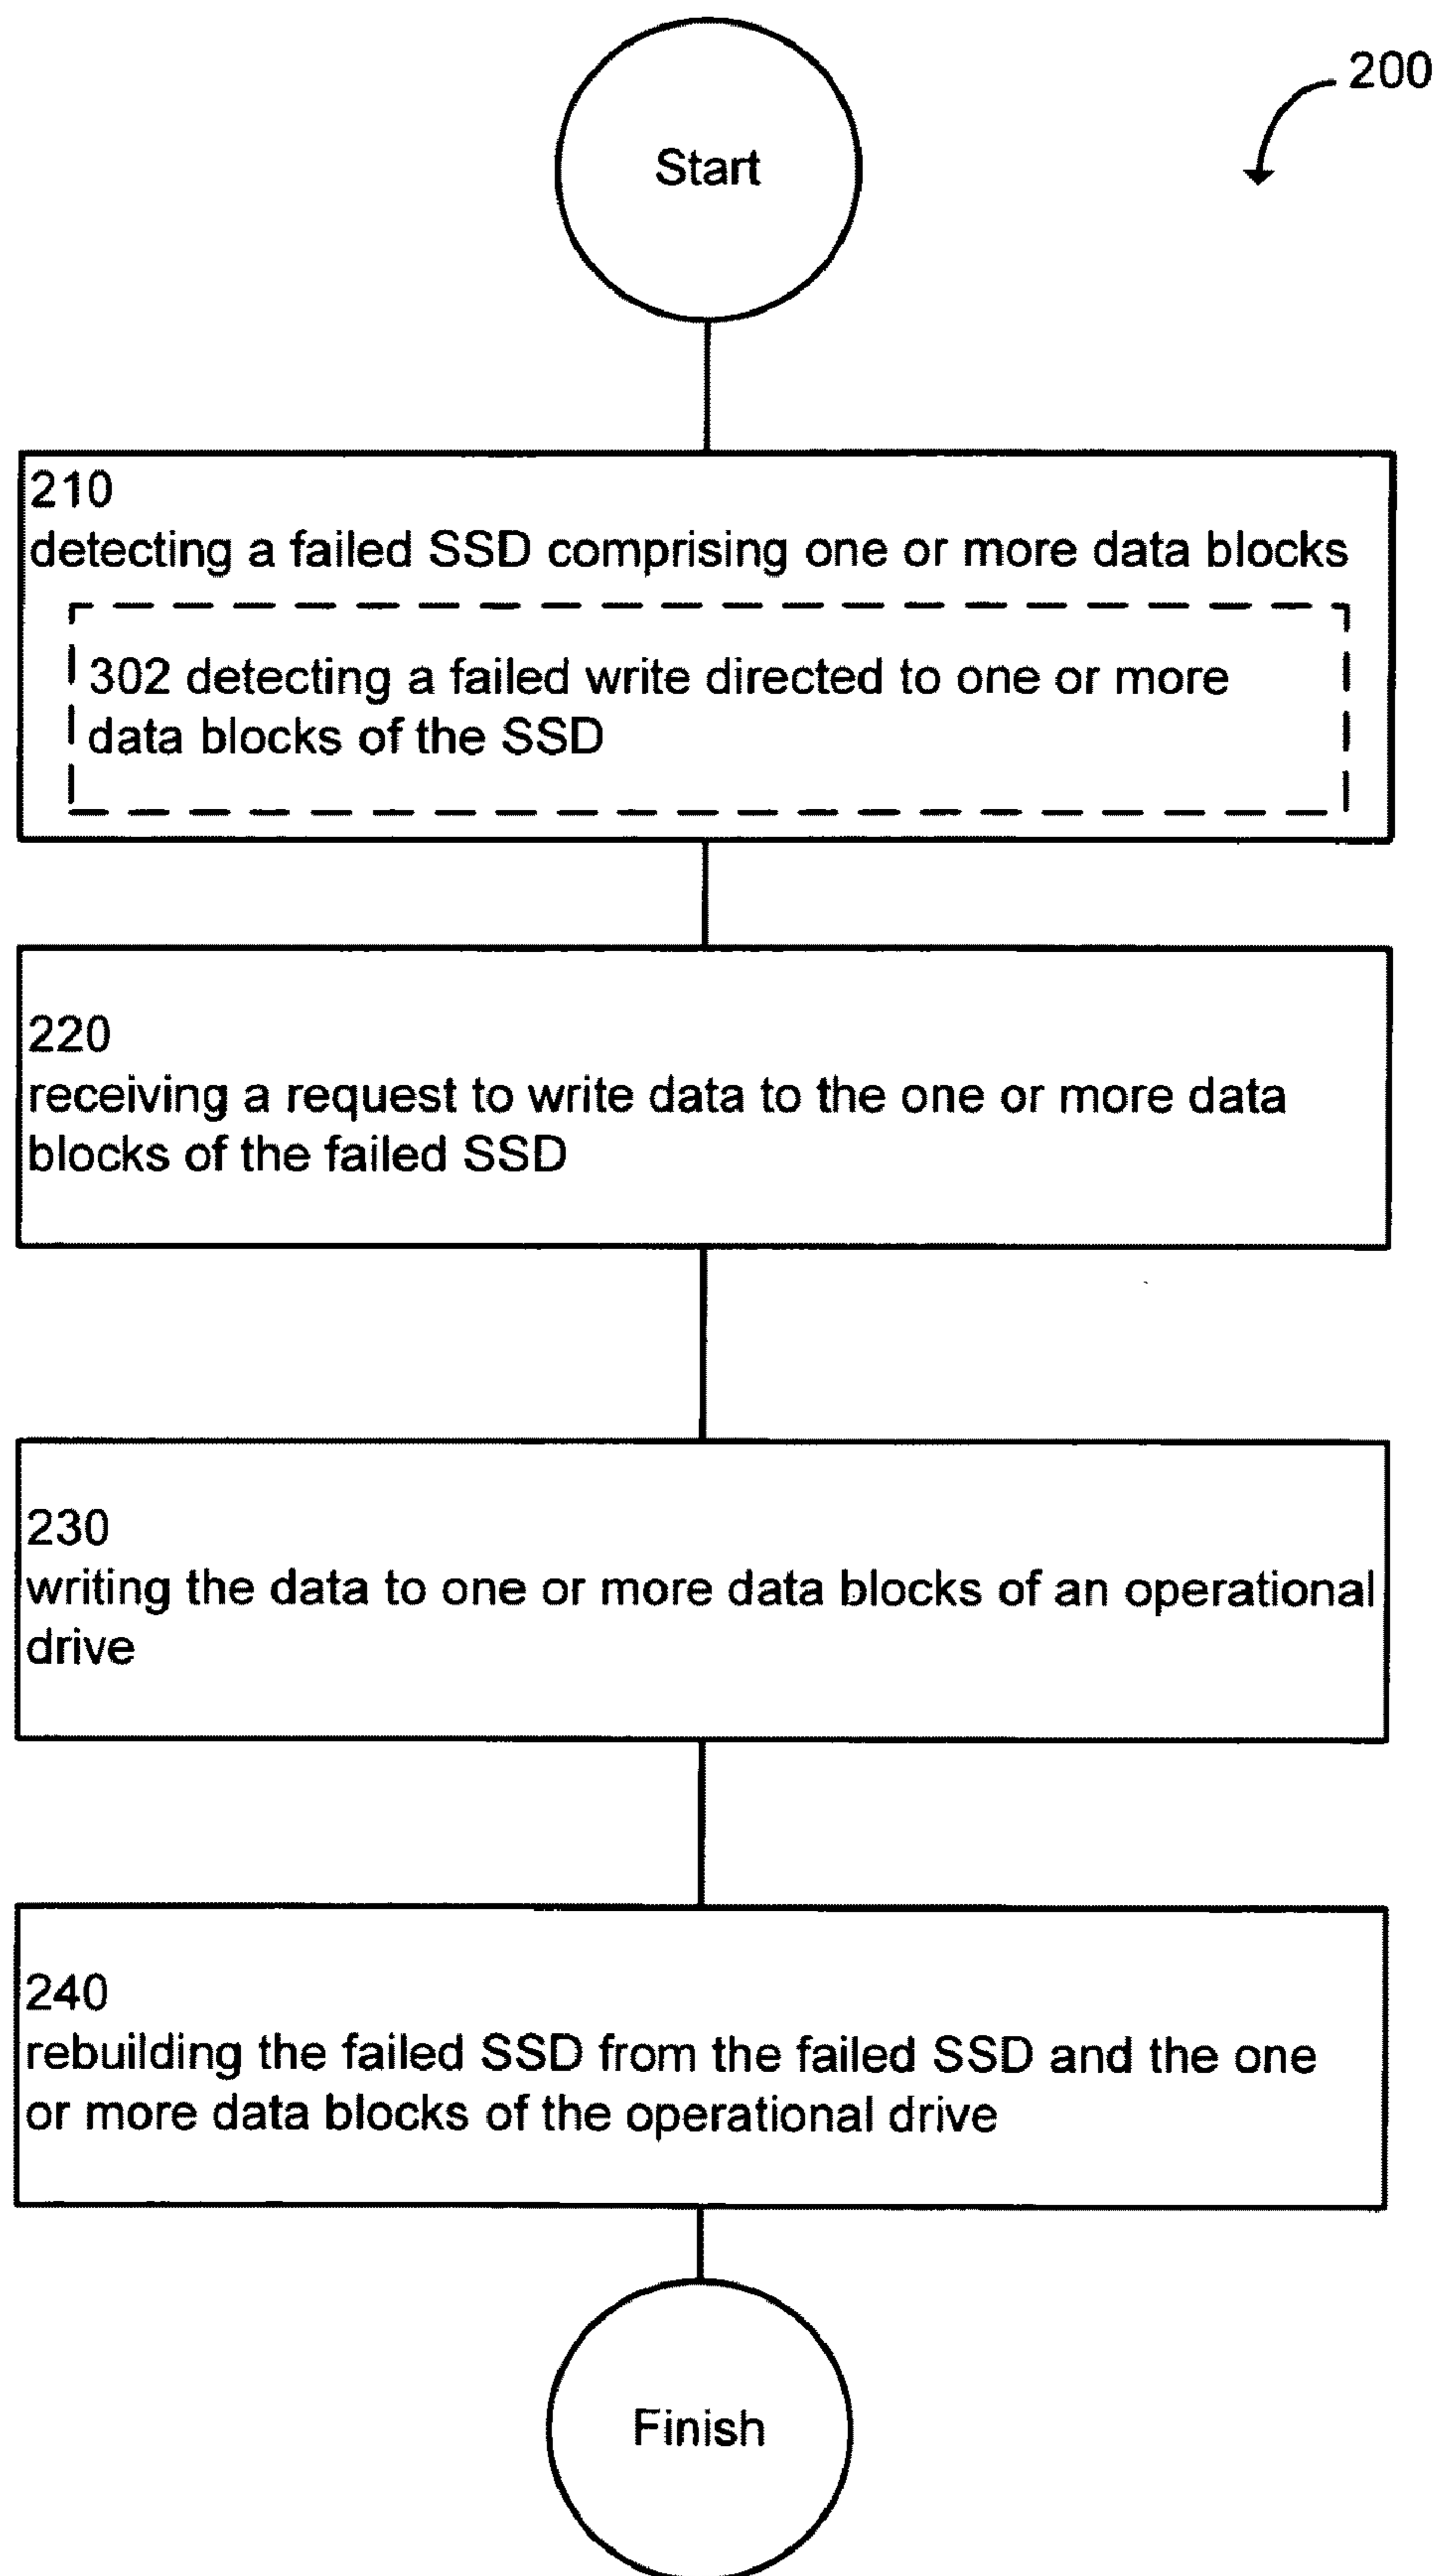 200
Start
210
detecting a failed SSD comprising one or more data blocks
302 detecting a failed write directed to one or more
data blocks of the SSD
220
receiving a request to write data to the one or more data
blocks of the failed SSD
230
writing the data to one or more data blocks of an operational
drive
240
rebuilding the failed SSD from the failed SSD and the one
or more data blocks of the operational drive
Finish